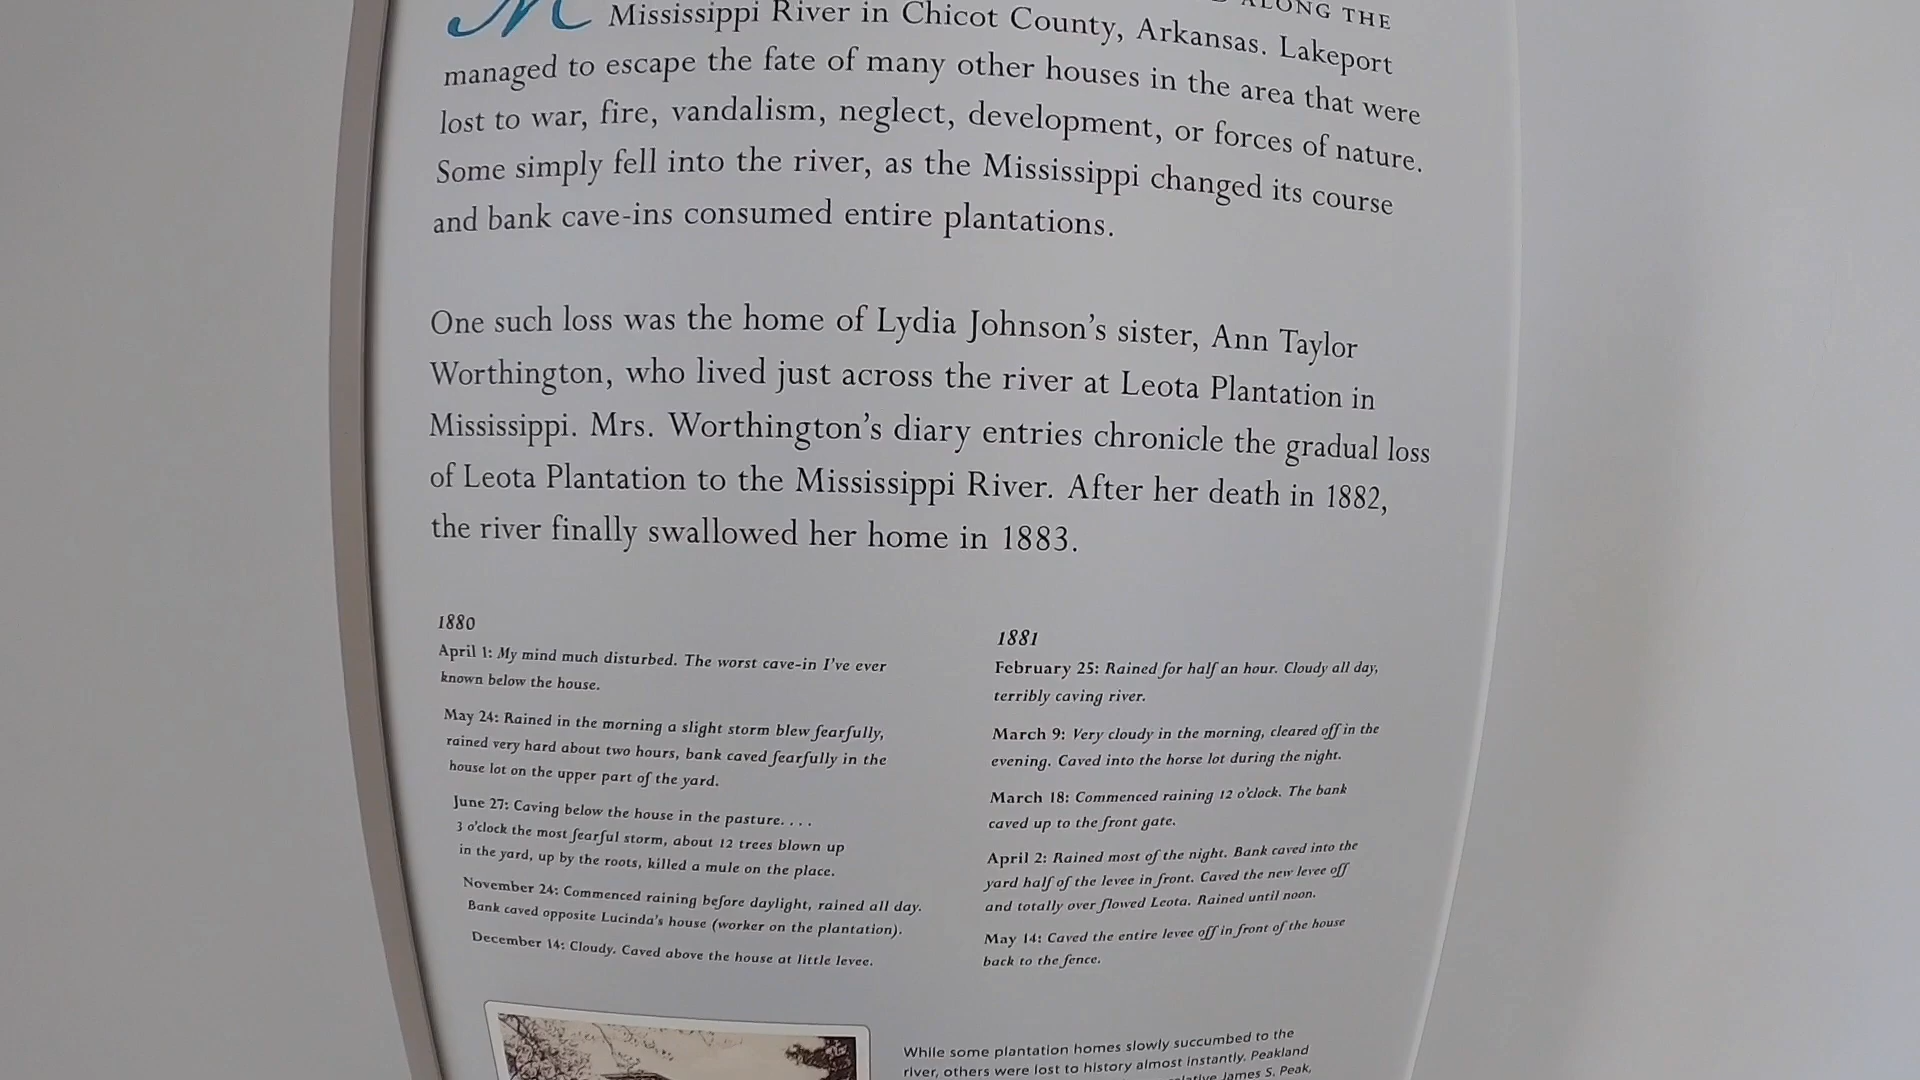 ALONG THE
M Mississippi River in Chicot County, Arkansas. Lakeport
managed to escape the fate of many other houses in the area that were
lost to war, fire, vandalism, neglect, development, or forces of nature.
Some simply fell into the river, as the Mississippi changed its course
and bank cave-ins consumed entire plantations.
One such loss was the home of Lydia Johnson's sister, Ann Taylor
Worthington, who lived just across the river at Leota Plantation in
Mississippi. Mrs. Worthington's diary entries chronicle the gradual loss
of Leota Plantation to the Mississippi River. After her death in 1882,
the river finally swallowed her home in 1883.
1880
April 1: My mind much disturbed. The worst cave-in I've ever
known below the house.
May 24: Rained in the morning a slight storm blew fearfully,
rained very hard about two hours, bank caved fearfully in the
house lot on the upper part of the yard.
June 27: Caving below the house in the pasture. . . .
3 o'clock the most fearful storm, about 12 trees blown up
in the yard, up by the roots, killed a mule on the place.
November 24: Commenced raining before daylight, rained all day.
Bank caved opposite Lucinda's house (worker on the plantation).
December 14: Cloudy. Caved above the house at little levee.
1881
February 25: Rained for half an hour. Cloudy all day,
terribly caving river.
March 9: Very cloudy in the morning, cleared off in the
evening. Caved into the horse lot during the night.
March 18: Commenced raining 12 o'clock. The bank
caved up to the front gate.
April 2: Rained most of the night. Bank caved into the
yard half of the levee in front. Caved the new levee off
and totally over flowed Leota. Rained until noon.
May 14: Caved the entire levee off in front of the house
back to the fence.
While some plantation homes slowly succumbed to the
river, others were lost to history almost instantly. Peakland
James S. Peak,